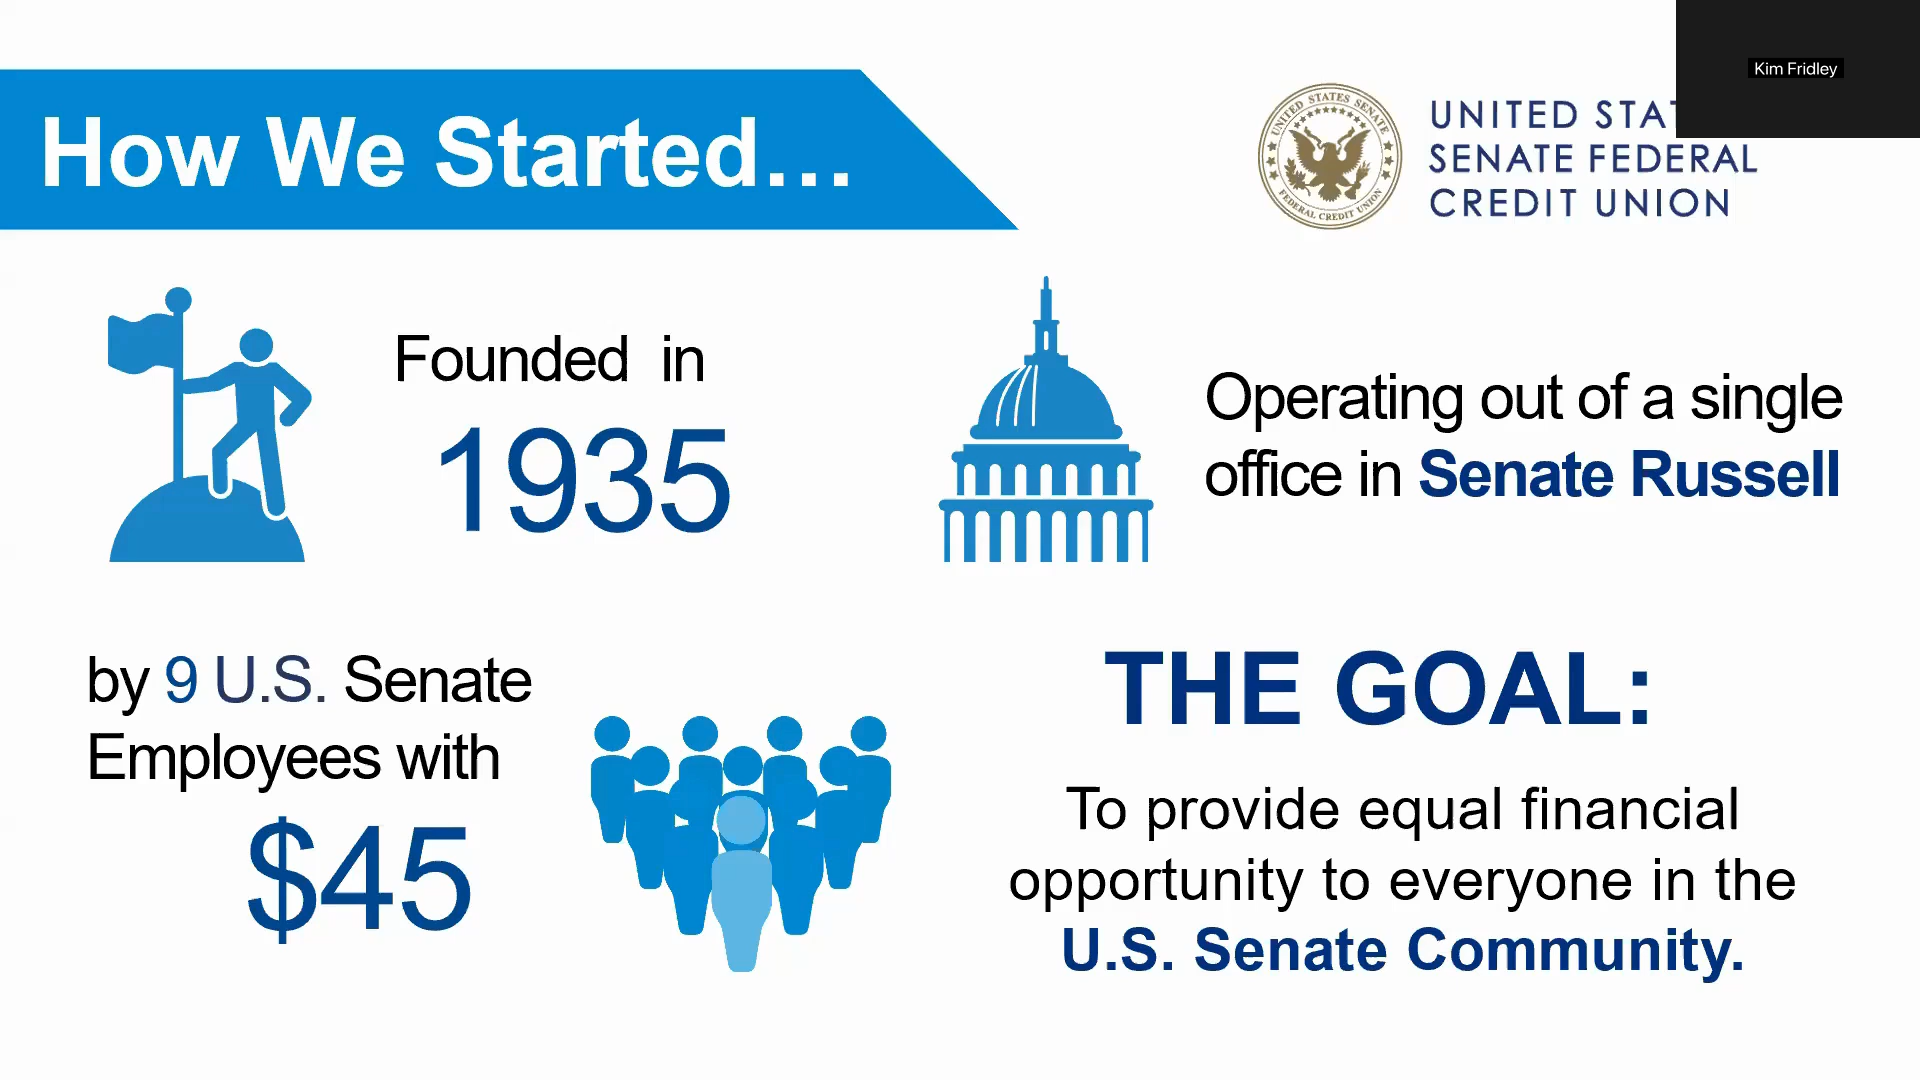 Kim Fridley
How We Started...
UNITED STATES SENATE
FEDERAL CREDIT UNION
UNITED STA
SENATE FEDERAL
CREDIT UNION
Founded in
1935
Operating out of a single
office in Senate Russell
by 9 U.S. Senate
Employees with
$45
THE GOAL:
To provide equal financial
opportunity to everyone in the
U.S. Senate Community.